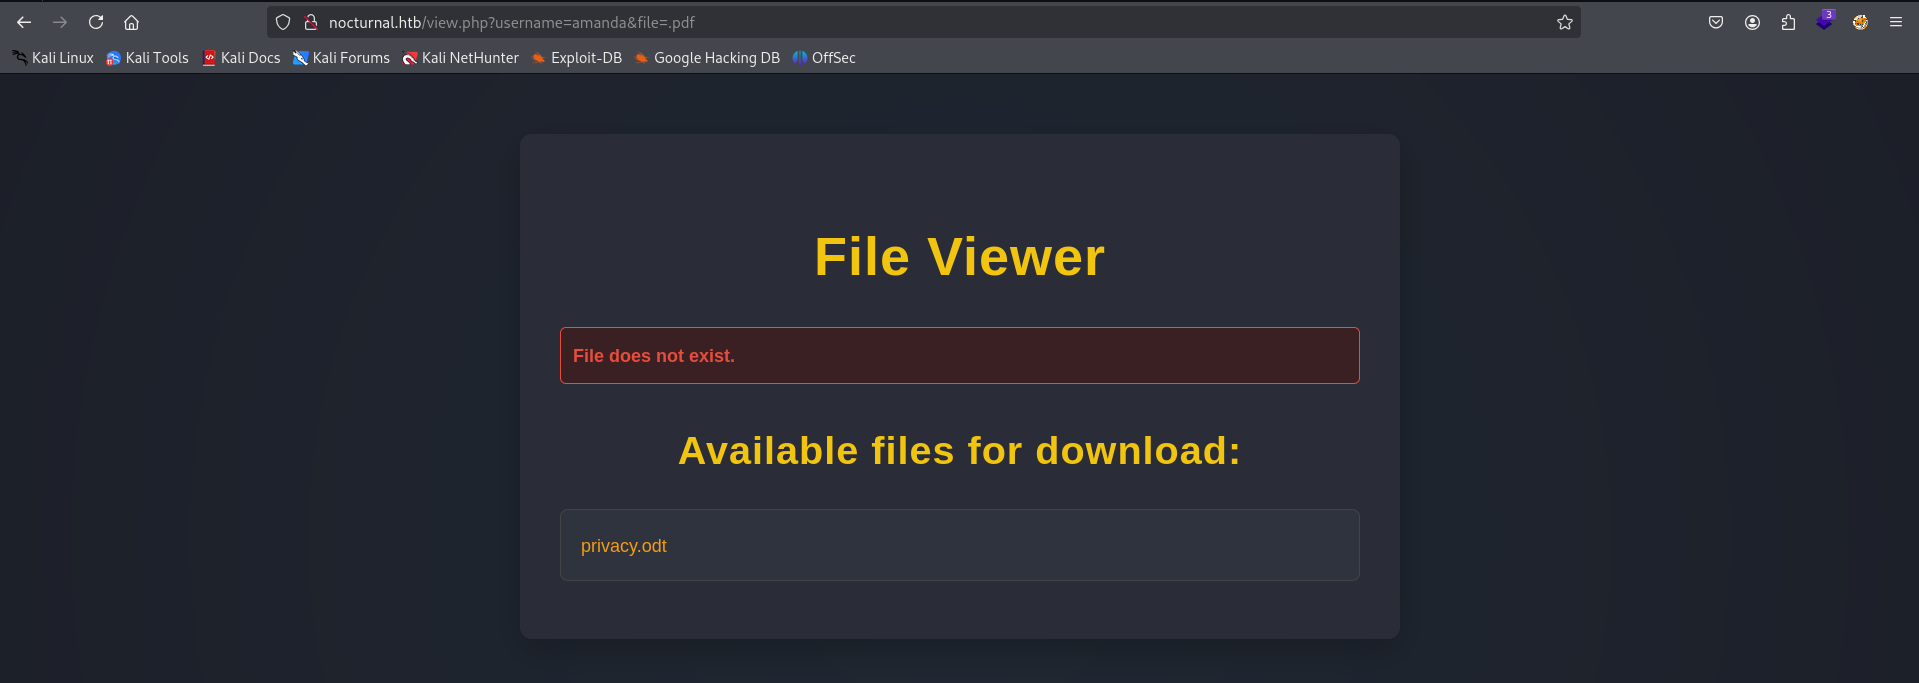 3
nocturnal.htb/view.php?username=amanda&file=.pdf
Kali Linux Kali Tools Kali Docs Kali Forums Kali NetHunter Exploit-DB Google Hacking DB OffSec
File Viewer
File does not exist.
Available files for download:
privacy.odt